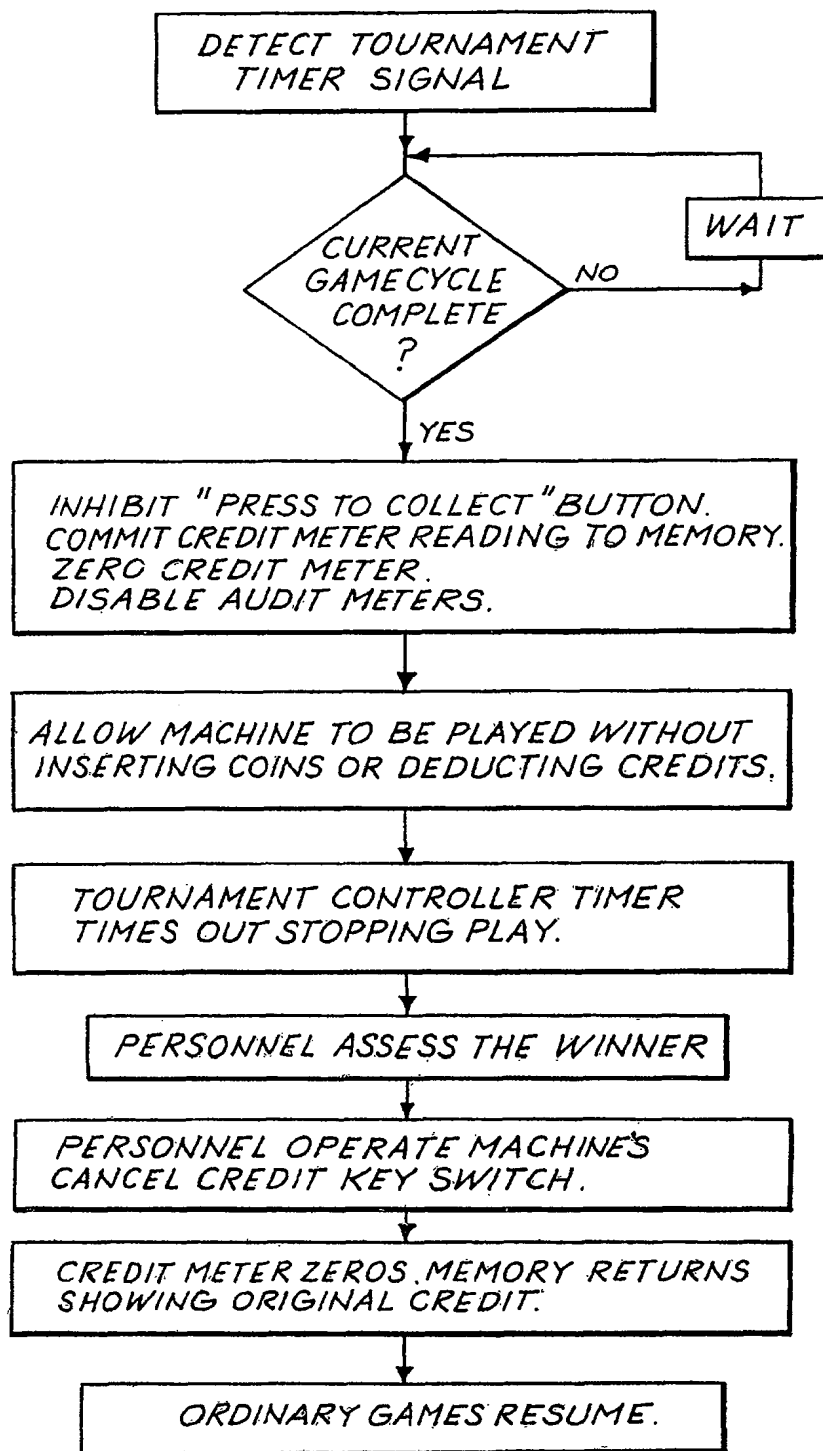 DETECT TOURNAMENT
TIMER SIGNAL
WAIT
CURRENT
GAME CYCLE
COMPLETE
?
NO
YES
INHIBIT "PRESS TO COLLECT" BUTTON.
COMMIT CREDIT METER READING TO MEMORY.
ZERO CREDIT METER.
DISABLE AUDIT METERS.
ALLOW MACHINE TO BE PLAYED WITHOUT
INSERTING COINS OR DEDUCTING CREDITS.
TOURNAMENT CONTROLLER TIMER
TIMES OUT STOPPING PLAY.
PERSONNEL ASSESS THE WINNER
PERSONNEL OPERATE MACHINE'S
CANCEL CREDIT KEY SWITCH.
CREDIT METER ZEROS. MEMORY RETURNS
SHOWING ORIGINAL CREDIT.
ORDINARY GAMES RESUME.